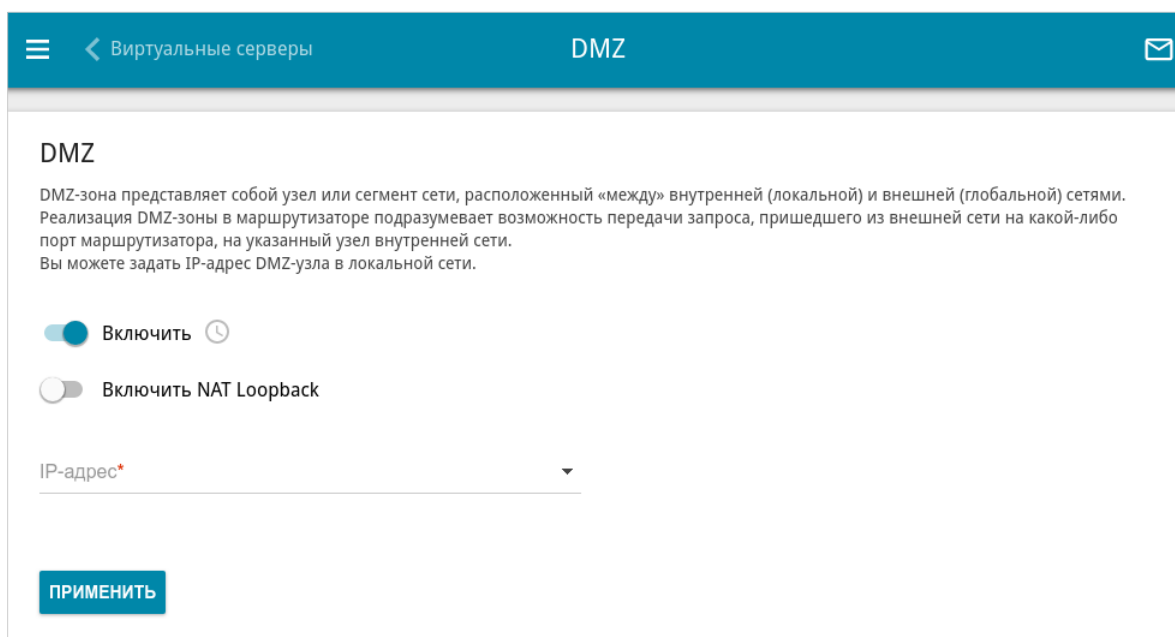 Виртуальные серверы
DMZ
DMZ
DMZ-зона представляет собой узел или сегмент сети, расположенный «между» внутренней (локальной) и внешней (глобальной) сетями.
Реализация DMZ-зоны в маршрутизаторе подразумевает возможность передачи запроса, пришедшего из внешней сети на какой-либо
порт маршрутизатора, на указанный узел внутренней сети.
Вы можете задать IP-адрес DMZ-узла в локальной сети.
Включить
Включить NAT Loopback
IP-адрес*
ПРИМЕНИТЬ